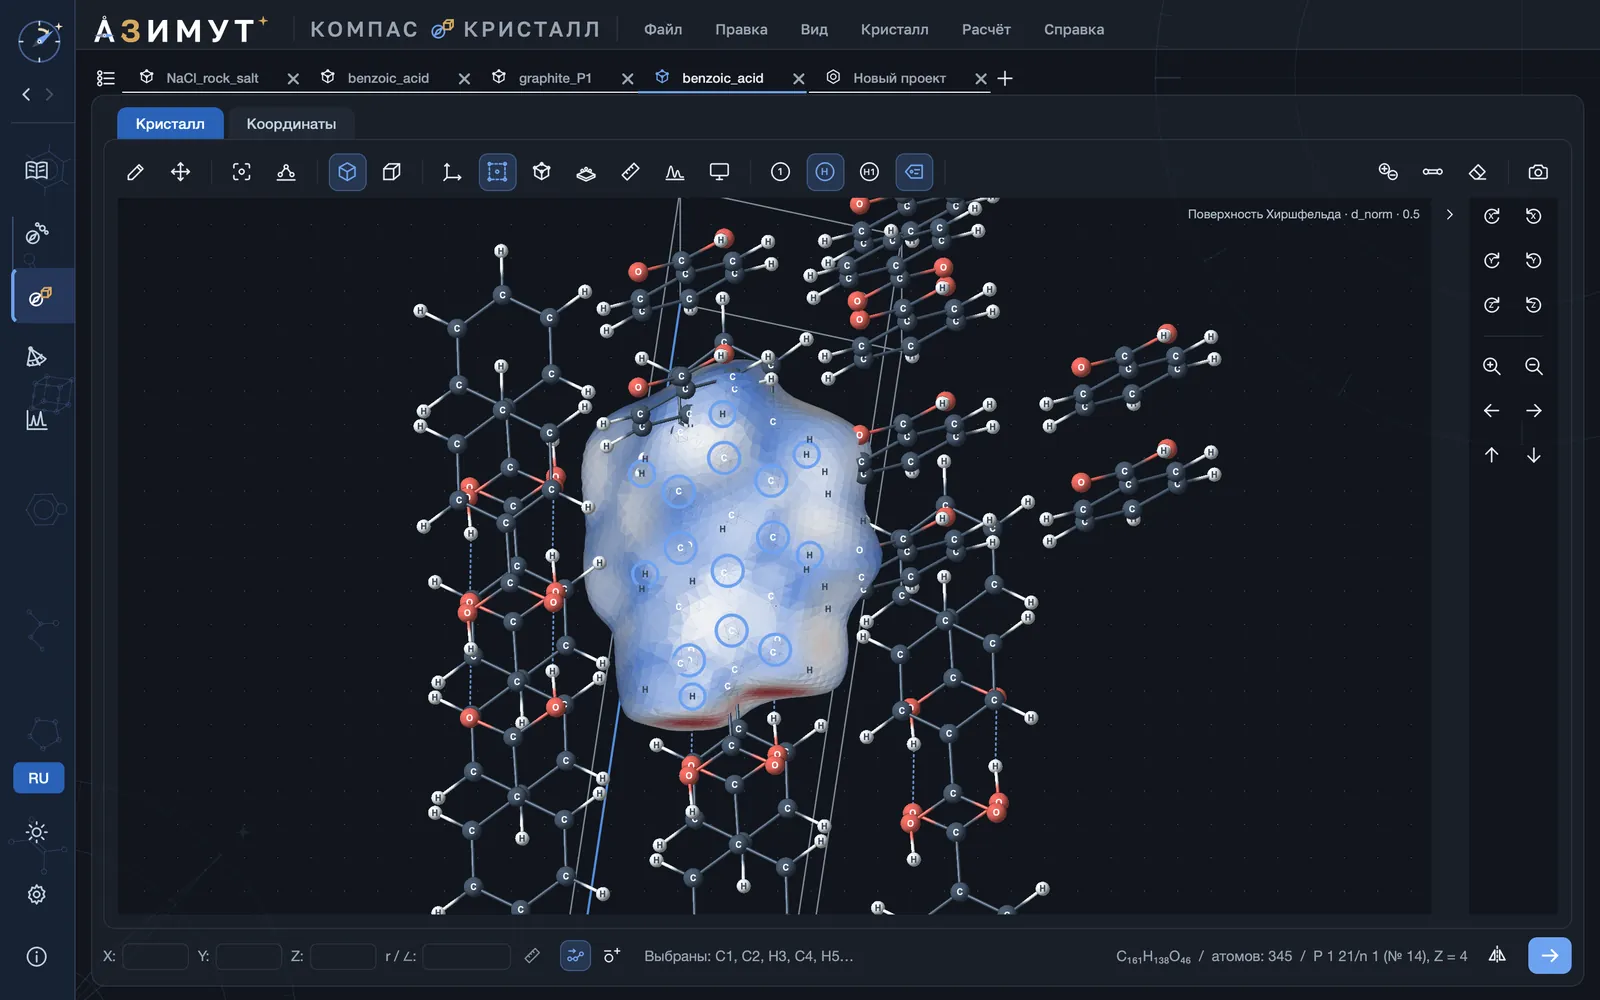 АЗИМУТ
КОМПАС КРИСТАЛЛ
Файл Правка Вид Кристалл Расчёт Справка
NaCl_rock_salt benzoic_acid graphite_P1 benzoic_acid Новый проект
Кристалл Координаты
1 H H1
Поверхность Хиршфельда · d_norm · 0.5
RU
X: Y: Z: r / ∠: Выбраны: C1, C2, H3, C4, H5... C₁₆₁H₁₃₈O₄₆ / атомов: 345 / P 1 21/n 1 (№ 14), Z = 4